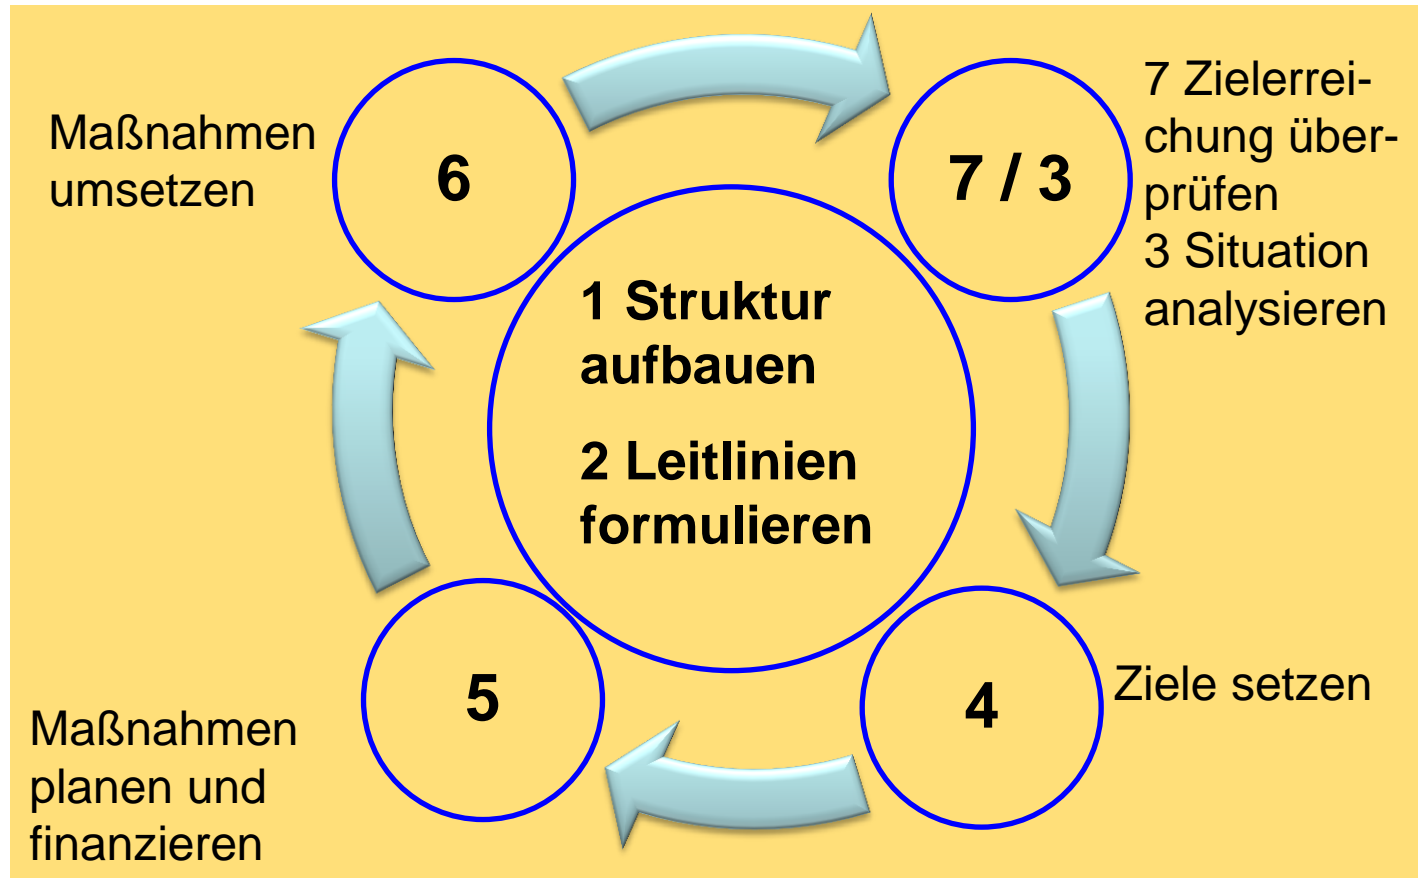 Maßnahmen
umsetzen
6
7 / 3
7 Zielerrei-
chung über-
prüfen
3 Situation
analysieren
1 Struktur
aufbauen
2 Leitlinien
formulieren
5
4
Ziele setzen
Maßnahmen
planen und
finanzieren